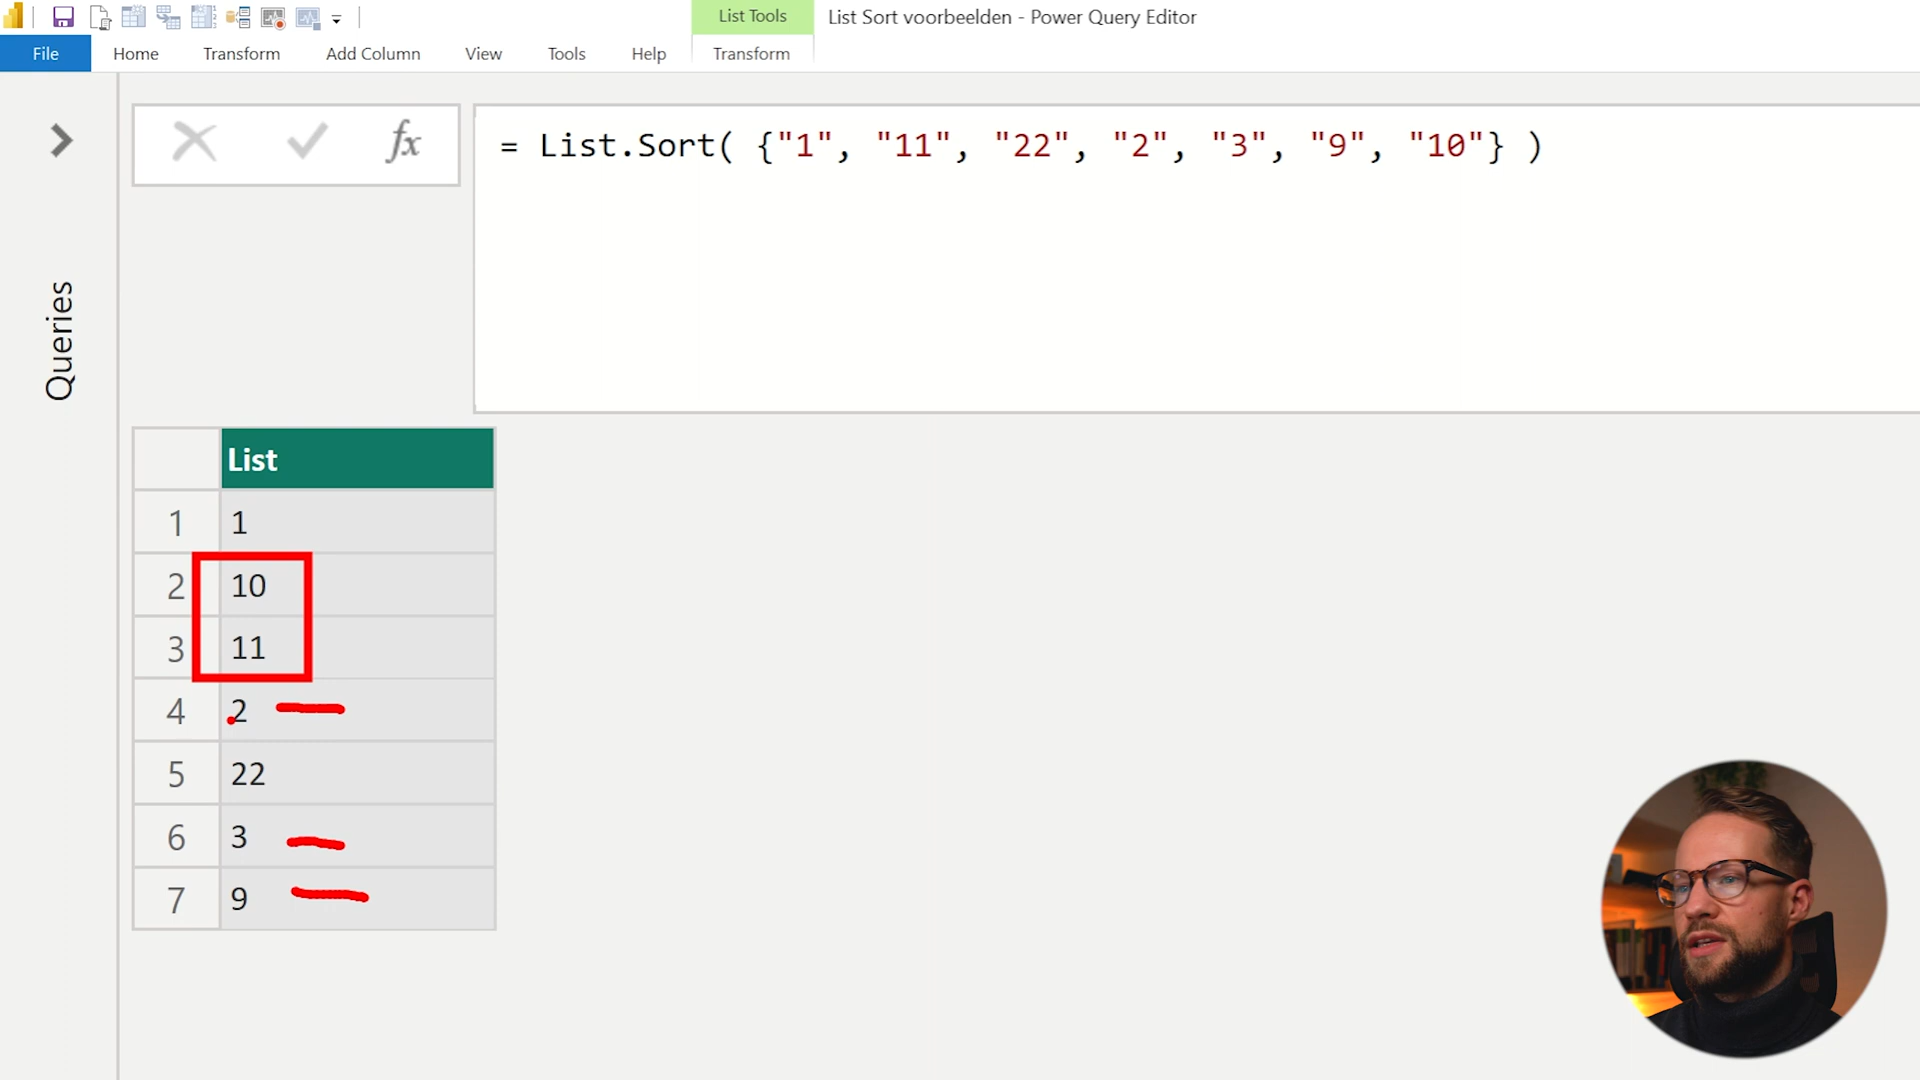 List Tools
List Sort voorbeelden - Power Query Editor
File
Home
Transform
Add Column
View
Tools
Help
Transform
fx
= List.Sort( {"1", "11", "22", "2", "3", "9", "10"} )
Queries
List
1 1
2 10
3 11
4 2
5 22
6 3
7 9